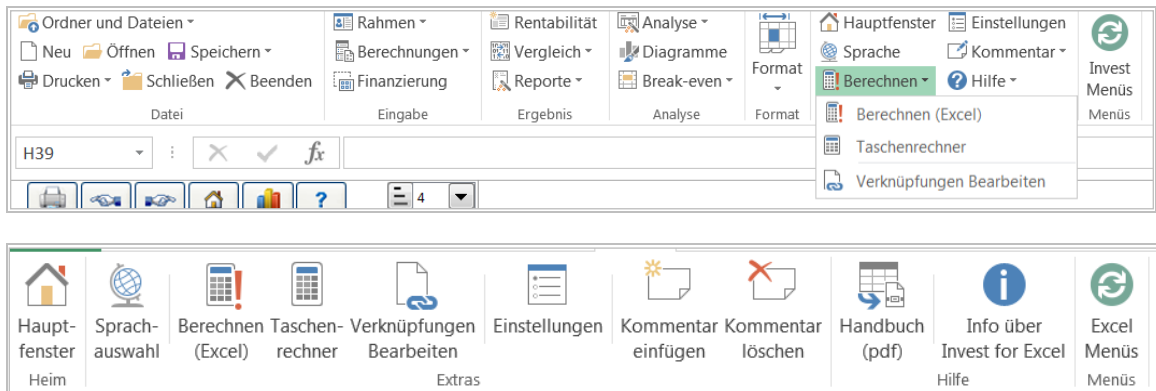 Ordner und Dateien Rahmen Rentabilität Analyse Hauptfenster Einstellungen
Neu Öffnen Speichern Berechnungen Vergleich Diagramme Sprache Kommentar
Drucken Schließen Beenden Finanzierung Reporte Break-even Format Berechnen Hilfe Invest Menüs
Datei Eingabe Ergebnis Analyse Format Menüs
Berechnen (Excel)
Taschenrechner
Verknüpfungen Bearbeiten
H39 fx
? 4
Haupt- Sprach- Berechnen Taschen- Verknüpfungen Einstellungen Kommentar Kommentar Handbuch Info über Excel
fenster auswahl (Excel) rechner Bearbeiten einfügen löschen (pdf) Invest for Excel Menüs
Heim Extras Hilfe Menüs